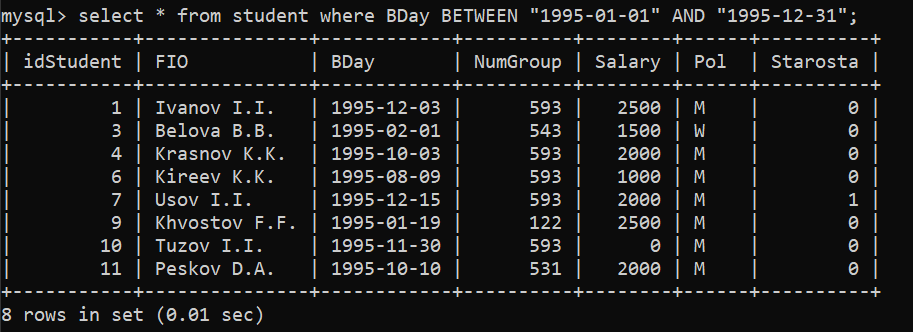 mysql> select * from student where BDay BETWEEN "1995-01-01" AND "1995-12-31";
+-----------+---------------+------------+----------+--------+------+----------+
| idStudent | FIO           | BDay       | NumGroup | Salary | Pol  | Starosta |
+-----------+---------------+------------+----------+--------+------+----------+
|         1 | Ivanov I.I.   | 1995-12-03 |      593 |   2500 | M    |        0 |
|         3 | Belova B.B.   | 1995-02-01 |      543 |   1500 | W    |        0 |
|         4 | Krasnov K.K.  | 1995-10-03 |      593 |   2000 | M    |        0 |
|         6 | Kireev K.K.   | 1995-08-09 |      593 |   1000 | M    |        0 |
|         7 | Usov I.I.     | 1995-12-15 |      593 |   2000 | M    |        1 |
|         9 | Khvostov F.F. | 1995-01-19 |      122 |   2500 | M    |        0 |
|        10 | Tuzov I.I.    | 1995-11-30 |      593 |      0 | M    |        0 |
|        11 | Peskov D.A.   | 1995-10-10 |      531 |   2000 | M    |        0 |
+-----------+---------------+------------+----------+--------+------+----------+
8 rows in set (0.01 sec)